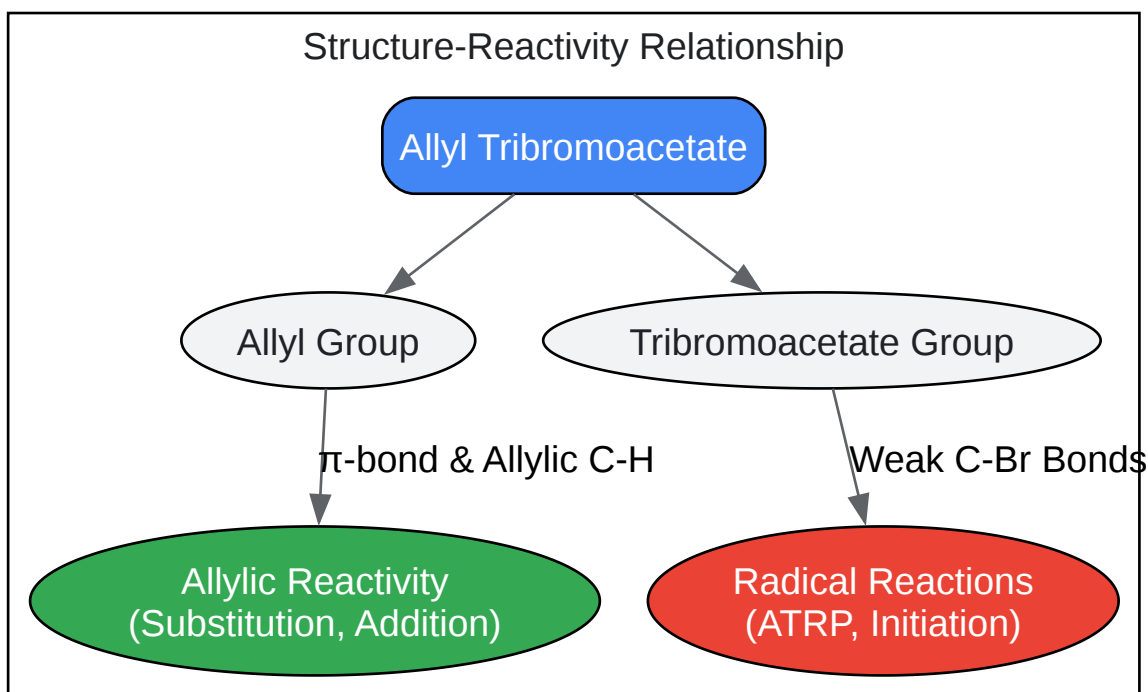 Structure-Reactivity Relationship
Allyl Tribromoacetate
Allyl Group
Tribromoacetate Group
π-bond & Allylic C-H
Weak C-Br Bonds
Allylic Reactivity
(Substitution, Addition)
Radical Reactions
(ATRP, Initiation)